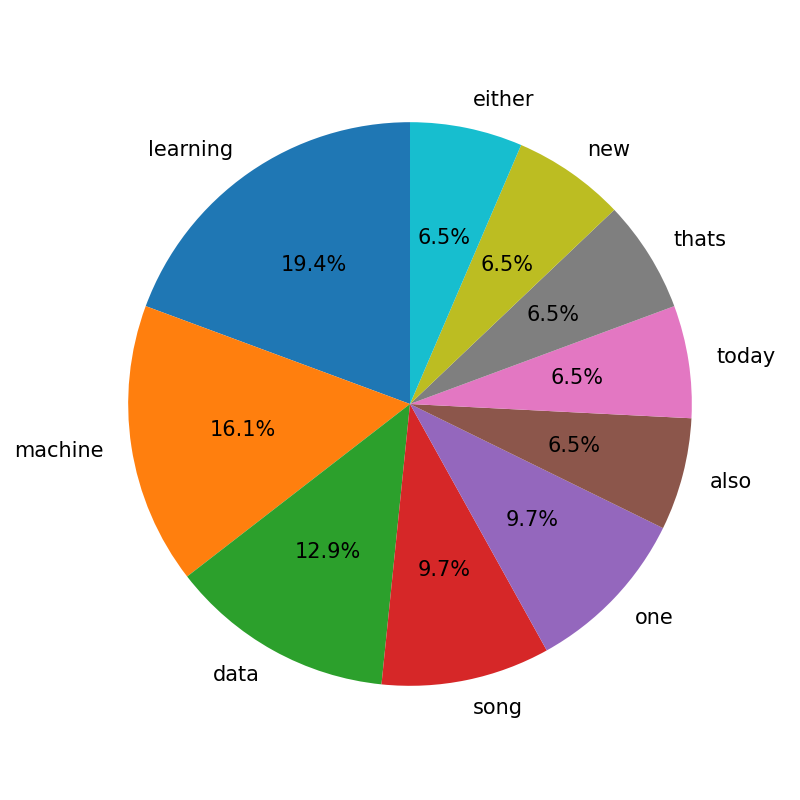 either
new
learning
thats
6.5%
6.5%
19.4%
6.5%
today
6.5%
16.1%
6.5%
machine
also
9.7%
12.9%
9.7%
one
data
song